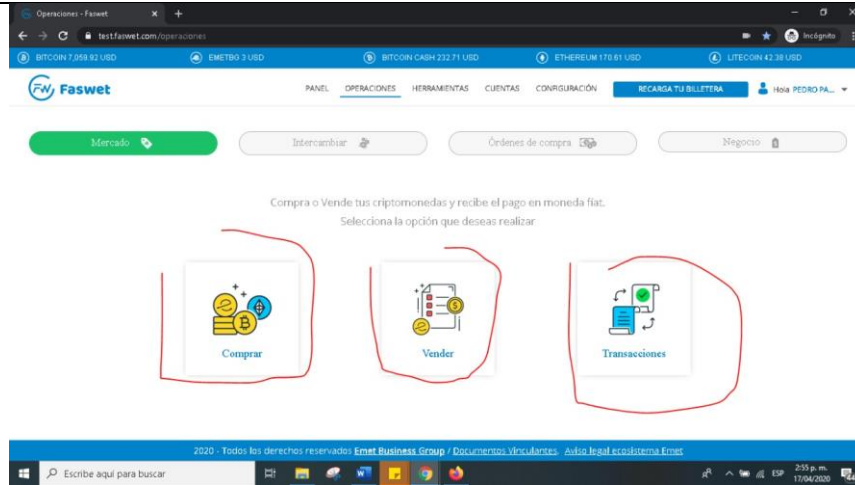 Operaciones - Faswet
test.faswet.com/operaciones
Incógnito
BITCOIN 7,059.92 USD
EMETBG 3 USD
BITCOIN CASH 232.71 USD
ETHEREUM 170.61 USD
LITECOIN 42.38 USD
FW Faswet
PANEL OPERACIONES HERRAMIENTAS CUENTAS CONFIGURACIÓN
RECARGA TU BILLETERA
Hola PEDRO PA...
Mercado
Intercambiar
Órdenes de compra
Negocio
Compra o Vende tus criptomonedas y recibe el pago en moneda fiat.
Selecciona la opción que deseas realizar
Comprar
Vender
Transacciones
2020 - Todos los derechos reservados Emet Business Group / Documentos Vinculantes. Aviso legal ecosistema Emet
Escribe aquí para buscar
ESP
2:55 p. m.
17/04/2020
44